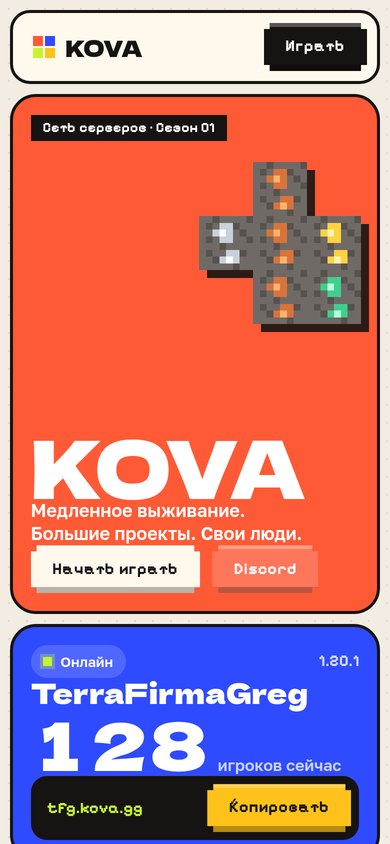 KOVA
Играть
Сеть серверов · Сезон 01
KOVA
Медленное выживание.
Большие проекты. Свои люди.
Начать играть
Discord
Онлайн
1.20.1
TerraFirmaGreg
128 игроков сейчас
tfg.kova.gg
Копировать